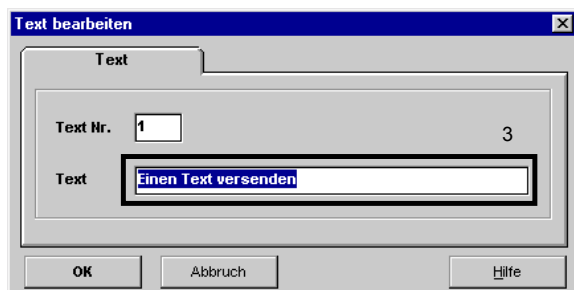 Text bearbeiten
Text
Text Nr. 1
3
Text Einen Text versenden
OK Abbruch Hilfe